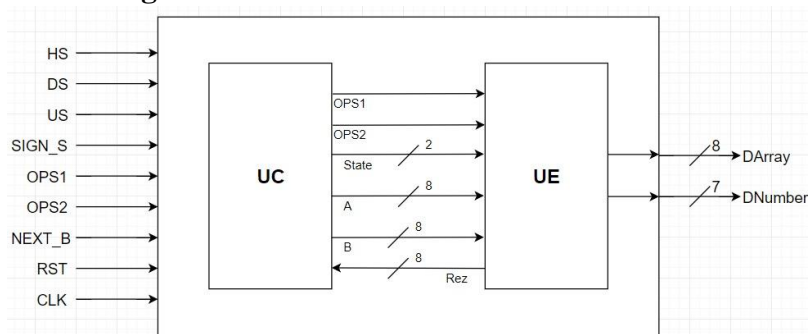 HS
DS
US
SIGN_S
OPS1
OPS2
NEXT_B
RST
CLK
UC
OPS1
OPS2
State
2
A
8
B
8
Rez
8
UE
8
DArray
7
DNumber